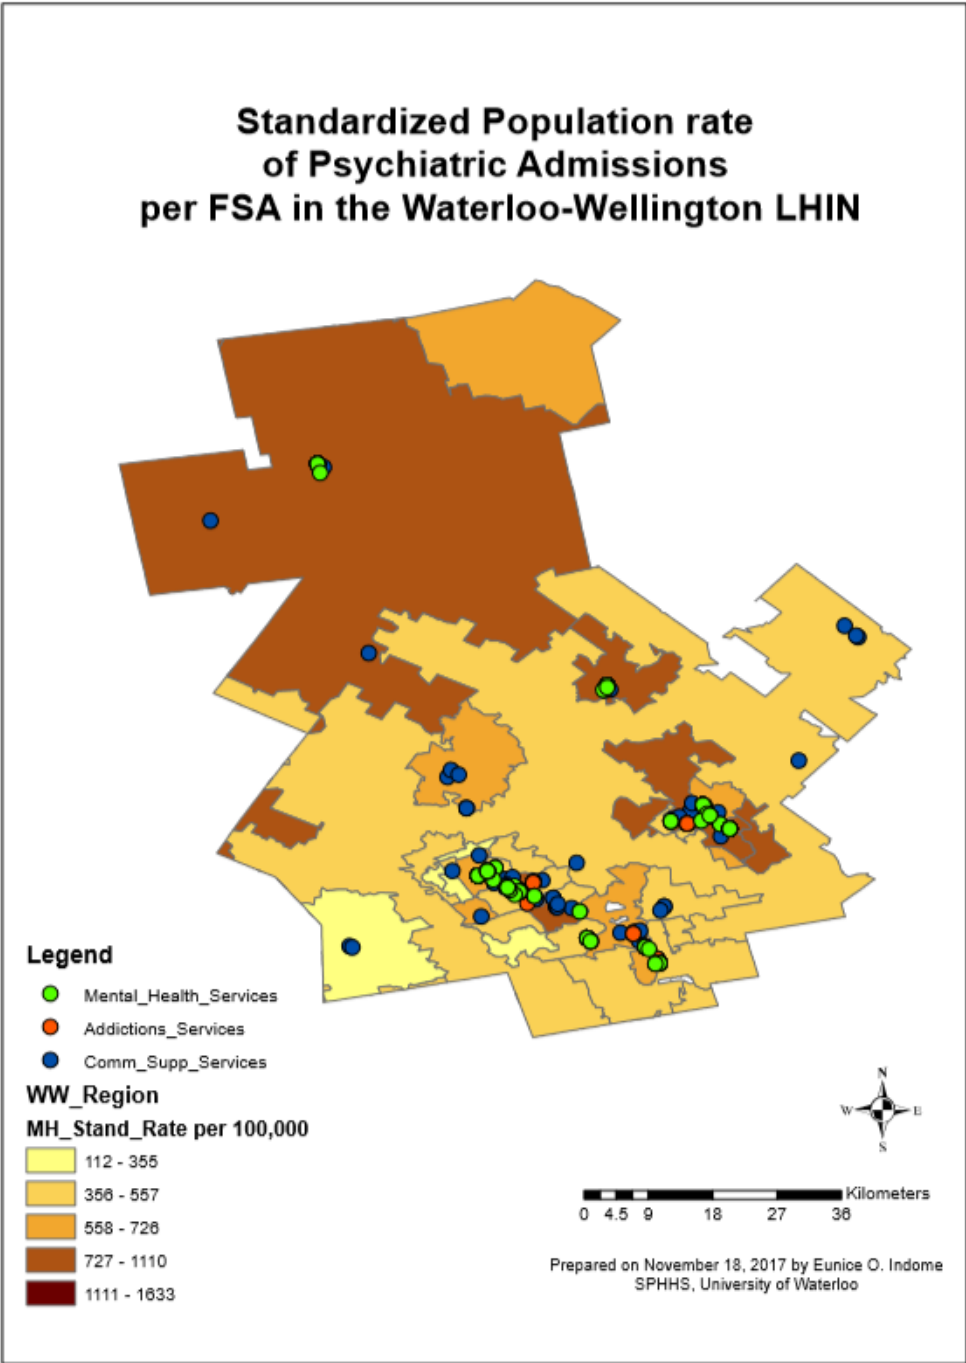 Standardized Population rate
of Psychiatric Admissions
per FSA in the Waterloo-Wellington LHIN
Legend
Mental_Health_Services
Addictions_Services
Comm_Supp_Services
WW_Region
MH_Stand_Rate per 100,000
112 - 355
356 - 557
558 - 726
727 - 1110
1111 - 1633
N
W E
S
Kilometers
0 4.5 9 18 27 36
Prepared on November 18, 2017 by Eunice O. Indome
SPHHS, University of Waterloo